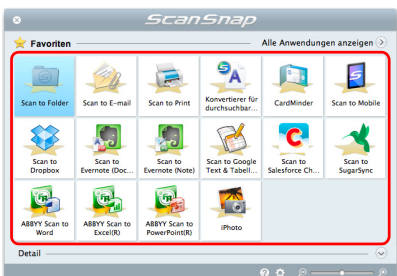 ScanSnap
Favoriten
Alle Anwendungen anzeigen
Scan to Folder
Scan to E-mail
Scan to Print
Konvertierer für
durchsuchbar...
CardMinder
Scan to Mobile
Scan to
Dropbox
Scan to
Evernote (Doc...
Scan to
Evernote (Note)
Scan to Google
Text & Tabell...
Scan to
Salesforce Ch...
Scan to
SugarSync
ABBYY Scan to
Word
ABBYY Scan to
Excel(R)
ABBYY Scan to
PowerPoint(R)
iPhoto
Detail